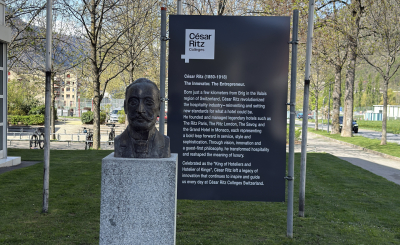 César
Ritz
Colleges
César Ritz (1850-1918)
The Innovator. The Entrepreneur.
Born just a few kilometers from Brig in the Valais
region of Switzerland, César Ritz revolutionized
the hospitality industry—reinventing and setting
new standards for what a hotel could be.
He founded and managed legendary hotels such as
the Ritz Paris, The Ritz London, The Savoy, and
the Grand Hotel in Monaco, each representing
a bold leap forward in service, style and
sophistication. Through vision, innovation and
a guest-first philosophy, he transformed hospitality
and reshaped the meaning of luxury.
Celebrated as the "King of Hoteliers and
Hotelier of Kings", César Ritz left a legacy of
innovation that continues to inspire and guide
us every day at César Ritz Colleges Switzerland.